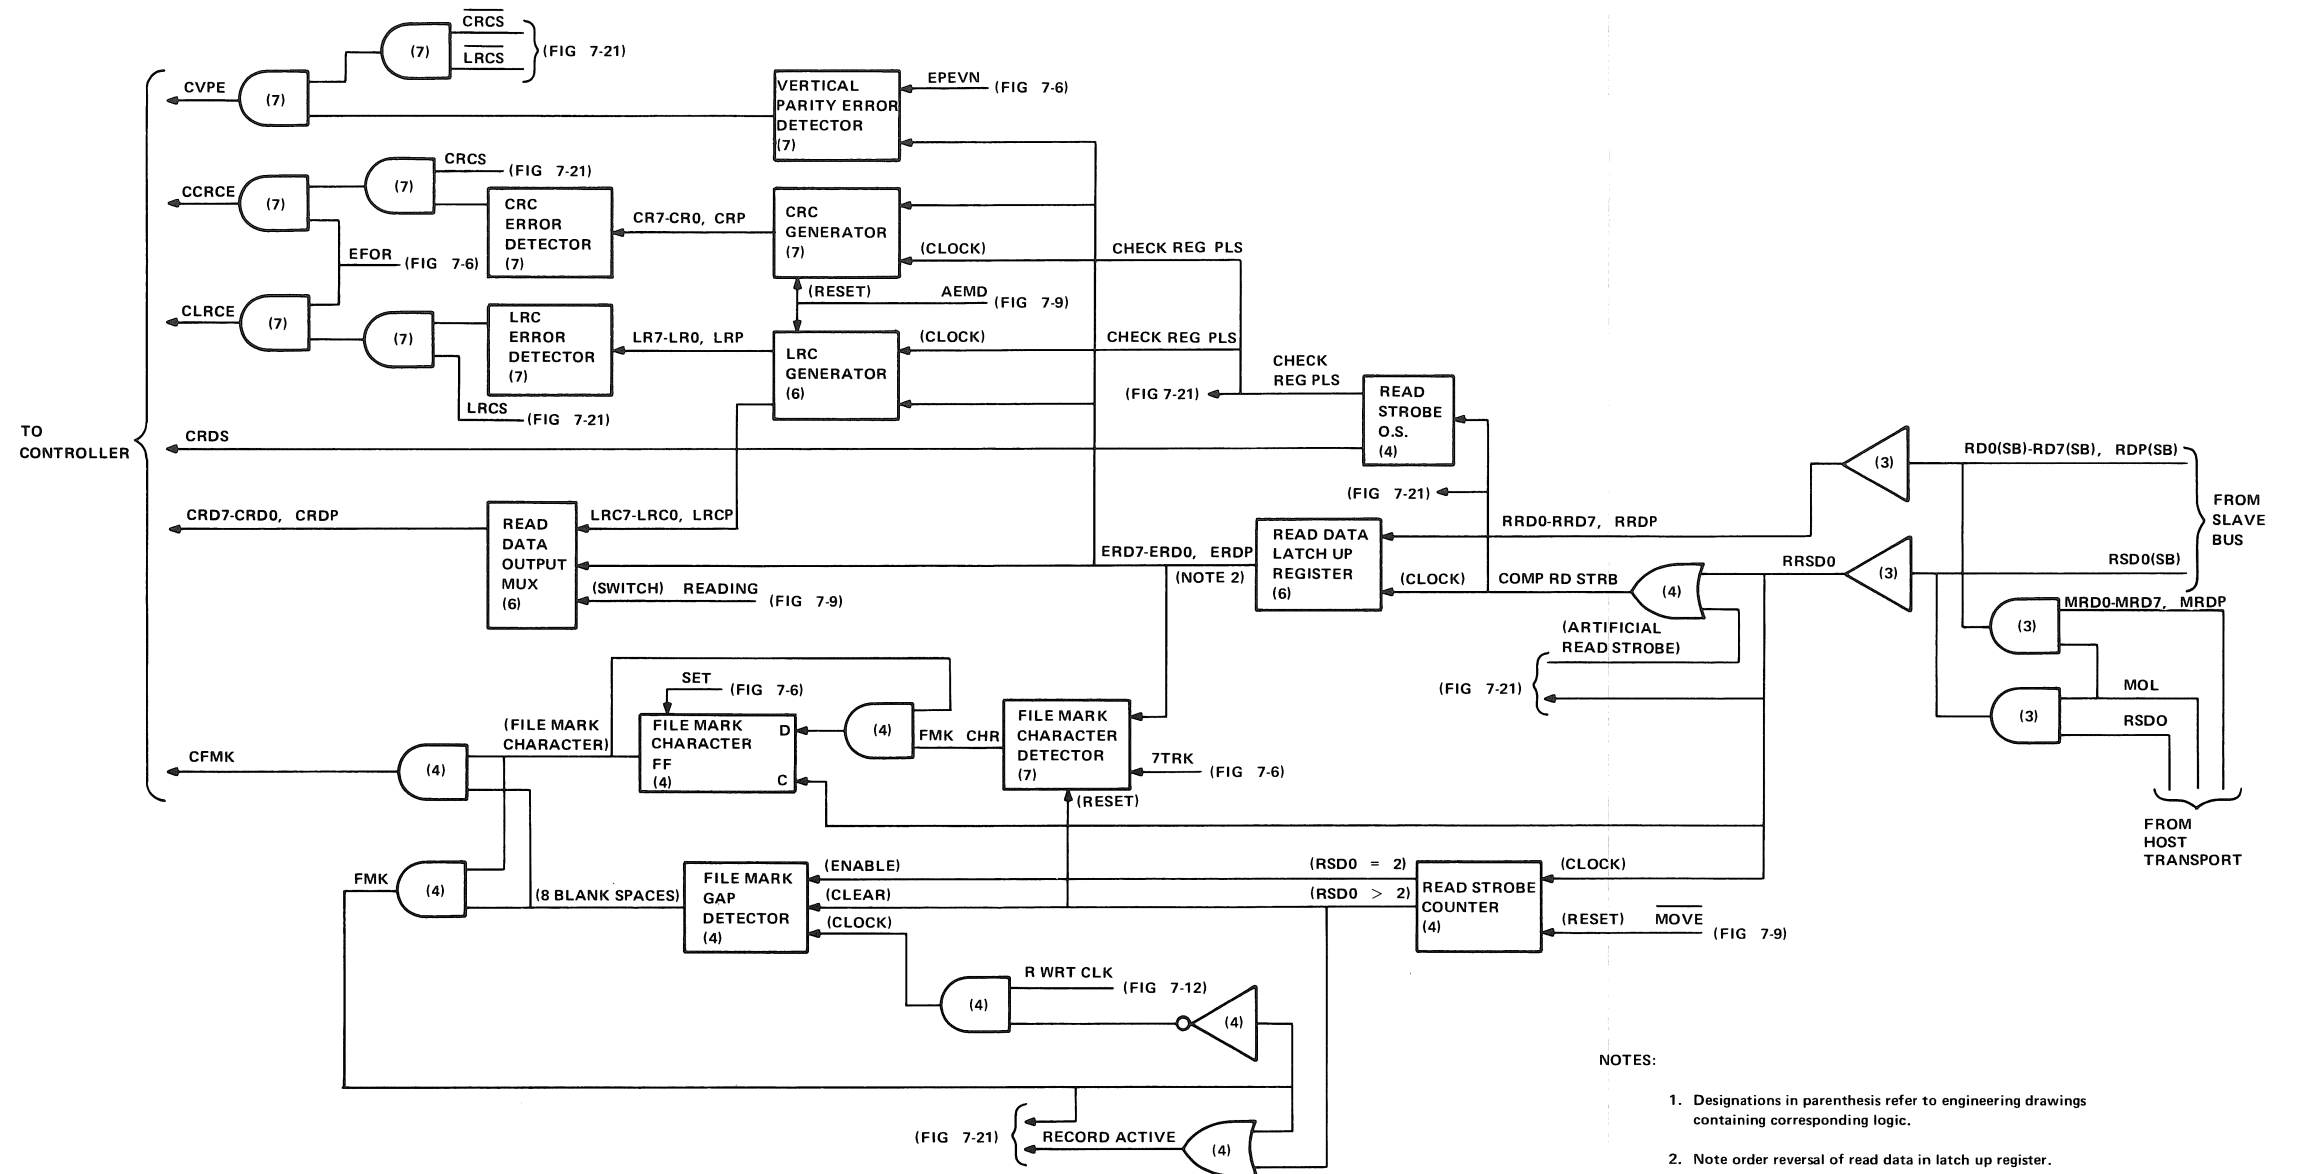 CRCS
(7)
LRCS
(FIG 7-21)
CVPE
(7)
VERTICAL
PARITY ERROR
DETECTOR
(7)
EPEVN
(FIG 7-6)
CRCS
(FIG 7-21)
(7)
CCRCE
(7)
CRC
ERROR
DETECTOR
(7)
CR7-CR0, CRP
CRC
GENERATOR
(7)
(CLOCK)
CHECK REG PLS
EFOR
(FIG 7-6)
(RESET)
AEMD
(FIG 7-9)
CLRCE
(7)
(7)
LRC
ERROR
DETECTOR
(7)
LR7-LR0, LRP
LRC
GENERATOR
(6)
(CLOCK)
CHECK REG PLS
LRCS
(FIG 7-21)
CHECK
REG PLS
(FIG 7-21)
READ
STROBE
O.S.
(4)
TO
CONTROLLER
CRDS
(FIG 7-21)
(3)
RD0(SB)-RD7(SB), RDP(SB)
FROM
SLAVE
BUS
CRD7-CRD0, CRDP
READ
DATA
OUTPUT
MUX
(6)
LRC7-LRC0, LRCP
ERD7-ERD0, ERDP
(NOTE 2)
(SWITCH) READING
(FIG 7-9)
READ DATA
LATCH UP
REGISTER
(6)
RRD0-RRD7, RRDP
(CLOCK)
COMP RD STRB
(4)
RRSD0
(3)
RSD0(SB)
MRD0-MRD7, MRDP
(3)
(ARTIFICIAL
READ STROBE)
(FIG 7-21)
MOL
(3)
RSDO
FROM
HOST
TRANSPORT
SET
(FIG 7-6)
(FILE MARK
CHARACTER)
FILE MARK
CHARACTER
FF
(4)
D
C
(4)
FMK CHR
FILE MARK
CHARACTER
DETECTOR
(7)
7TRK
(FIG 7-6)
(RESET)
CFMK
(4)
FMK
(4)
(8 BLANK SPACES)
FILE MARK
GAP
DETECTOR
(4)
(ENABLE)
(CLEAR)
(CLOCK)
(RSD0 = 2)
(RSD0 > 2)
READ STROBE
COUNTER
(4)
(CLOCK)
(RESET) MOVE
(FIG 7-9)
R WRT CLK
(FIG 7-12)
(4)
(4)
(FIG 7-21)
RECORD ACTIVE
(4)
NOTES:
1. Designations in parenthesis refer to engineering drawings
containing corresponding logic.
2. Note order reversal of read data in latch up register.